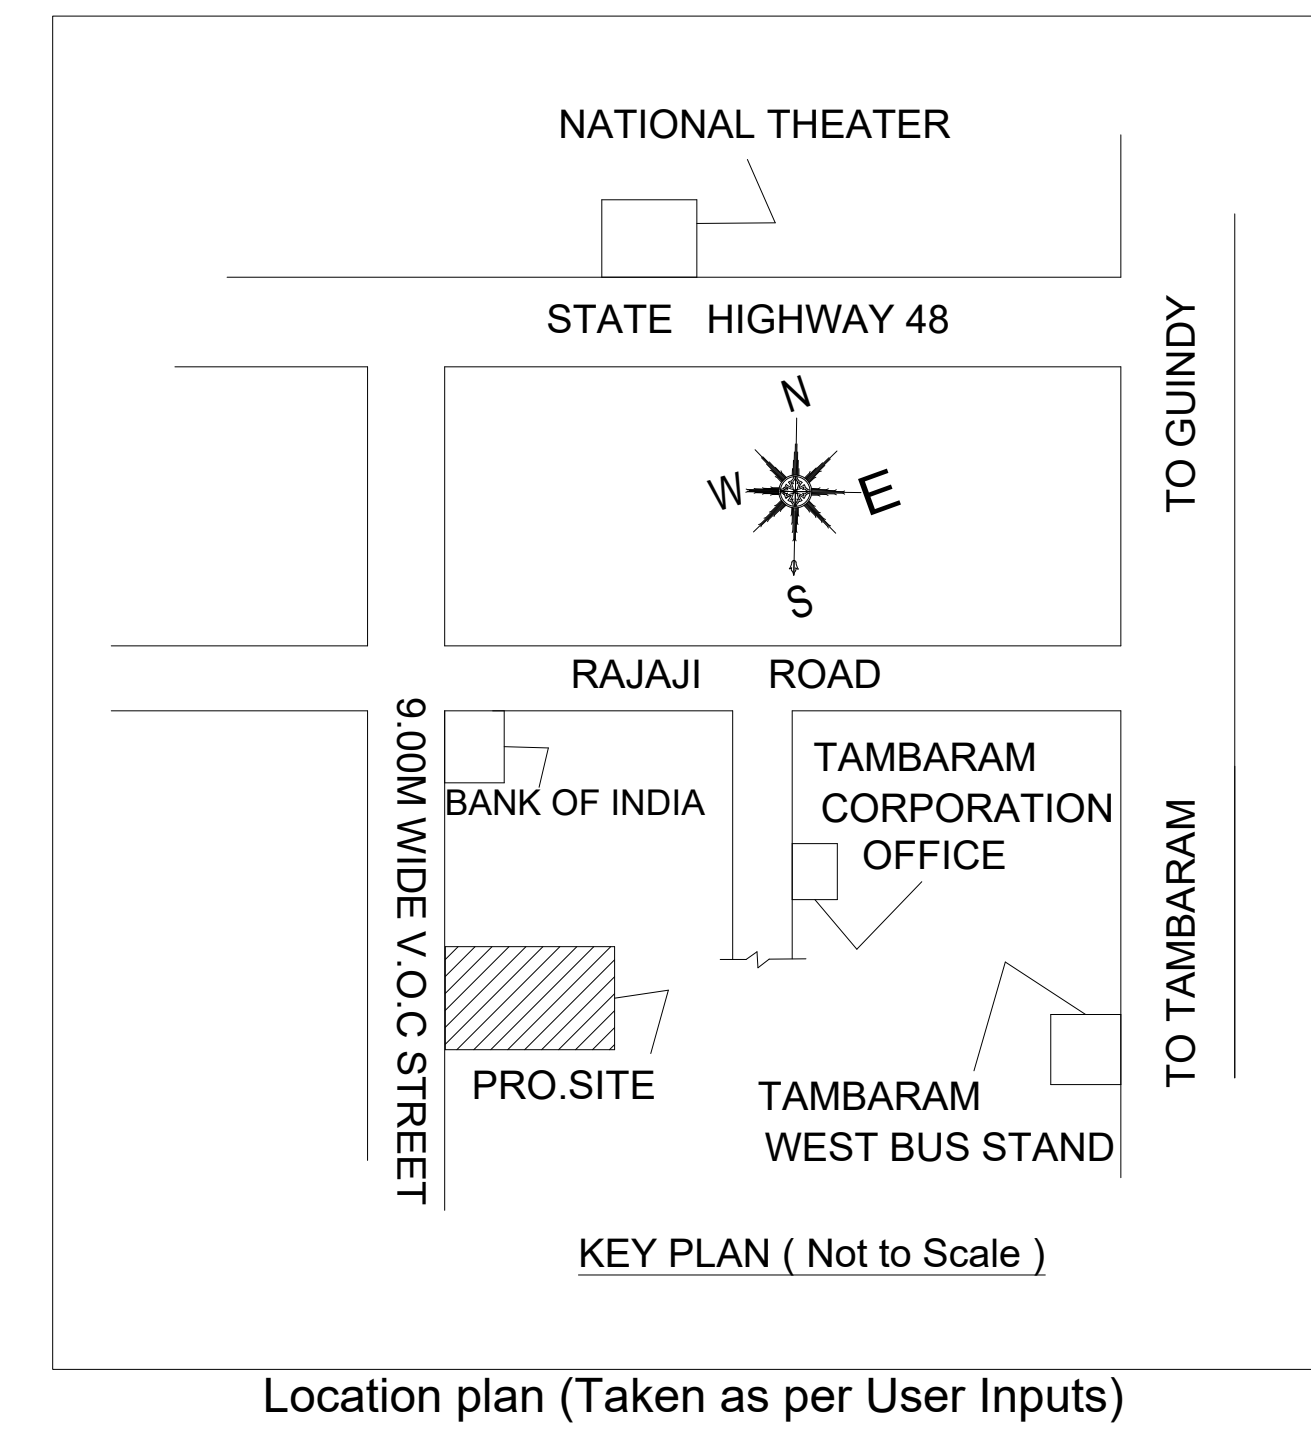 NATIONAL THEATER
STATE HIGHWAY 48
TO GUINDY
N
W
E
S
RAJAJI ROAD
9.00M WIDE V.O.C STREET
BANK OF INDIA
TAMBARAM
CORPORATION
OFFICE
TO TAMBARAM
PRO.SITE
TAMBARAM
WEST BUS STAND
KEY PLAN ( Not to Scale )
Location plan (Taken as per User Inputs)